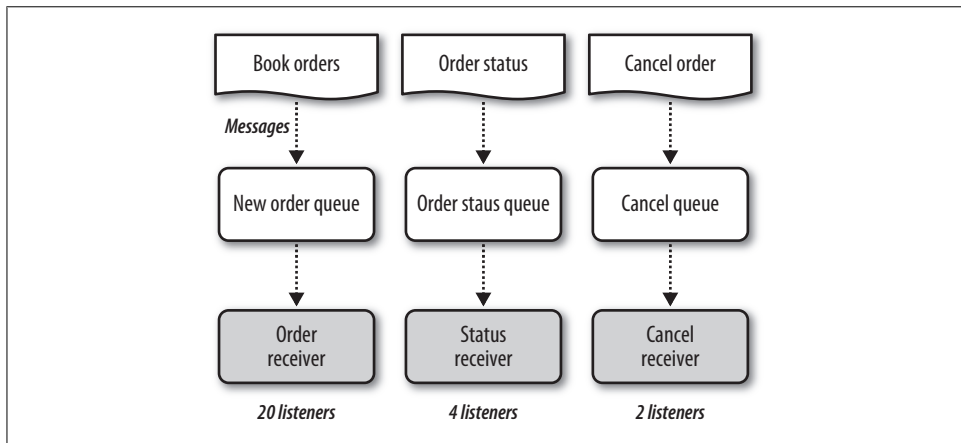 Book orders
Order status
Cancel order
Messages
New order queue
Order staus queue
Cancel queue
Order
receiver
Status
receiver
Cancel
receiver
20 listeners
4 listeners
2 listeners